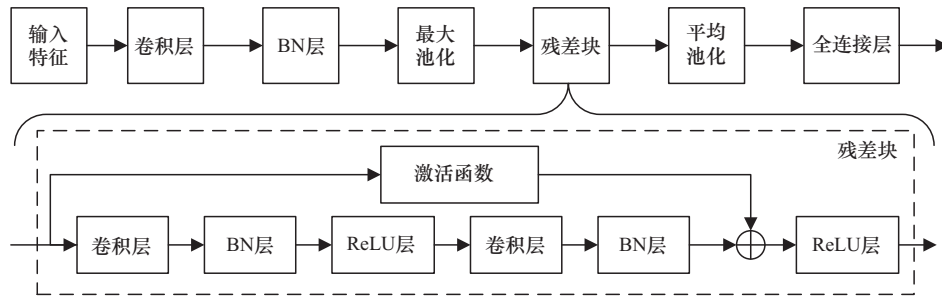 输入
特征
卷积层
BN层
最大
池化
残差块
平均
池化
全连接层
残差块
激活函数
卷积层
BN层
ReLU层
卷积层
BN层
ReLU层